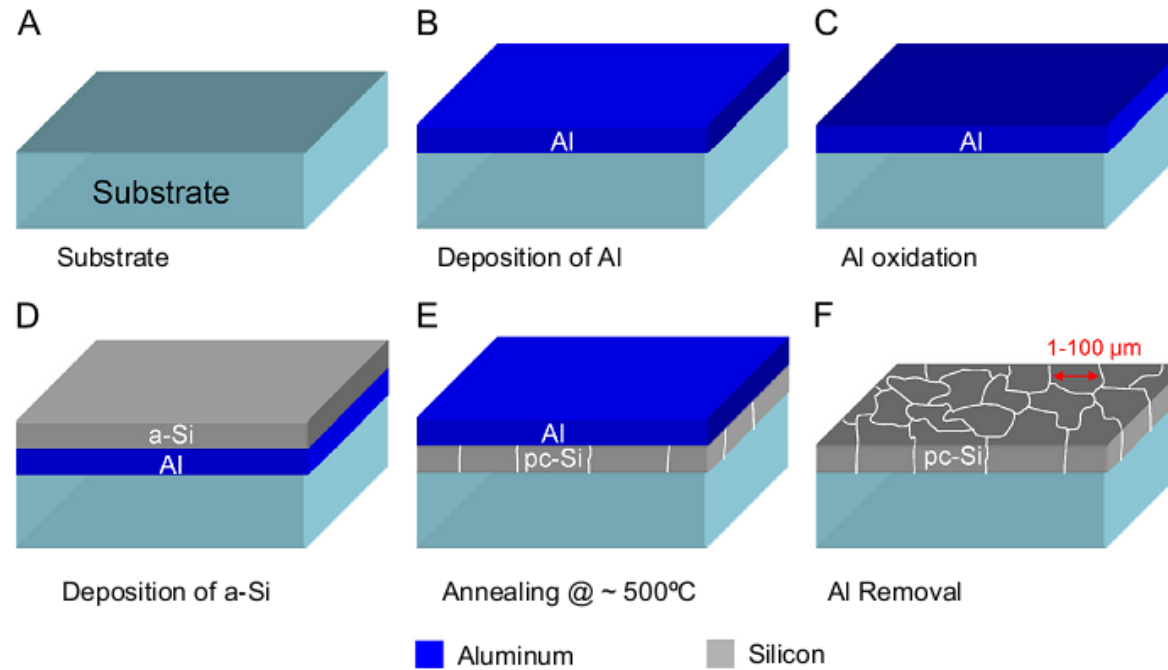 A
B
C
Substrate
Al
Al
Substrate
Deposition of Al
Al oxidation
D
E
F
a-Si
Al
Al
pc-Si
1-100 µm
pc-Si
Deposition of a-Si
Annealing @ ~ 500ºC
Al Removal
Aluminum
Silicon